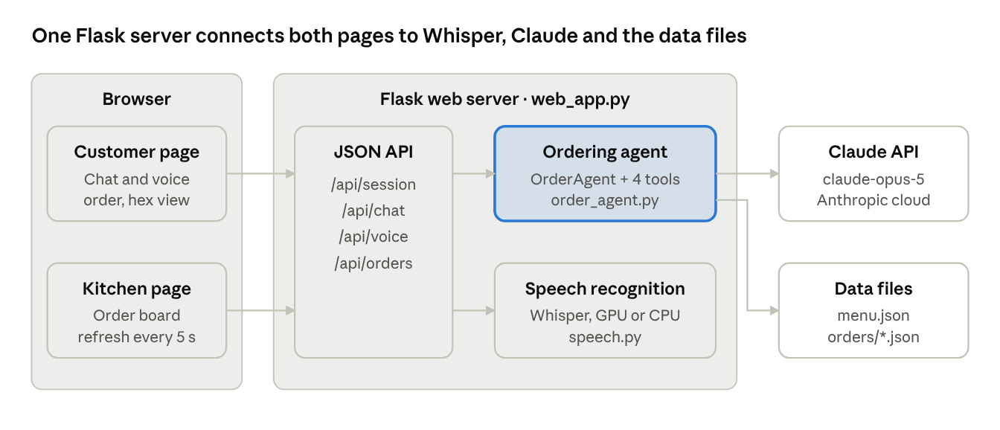 One Flask server connects both pages to Whisper, Claude and the data files
Browser
Customer page
Chat and voice
order, hex view
Kitchen page
Order board
refresh every 5 s
Flask web server · web_app.py
JSON API
/api/session
/api/chat
/api/voice
/api/orders
Ordering agent
OrderAgent + 4 tools
order_agent.py
Speech recognition
Whisper, GPU or CPU
speech.py
Claude API
claude-opus-5
Anthropic cloud
Data files
menu.json
orders/*.json